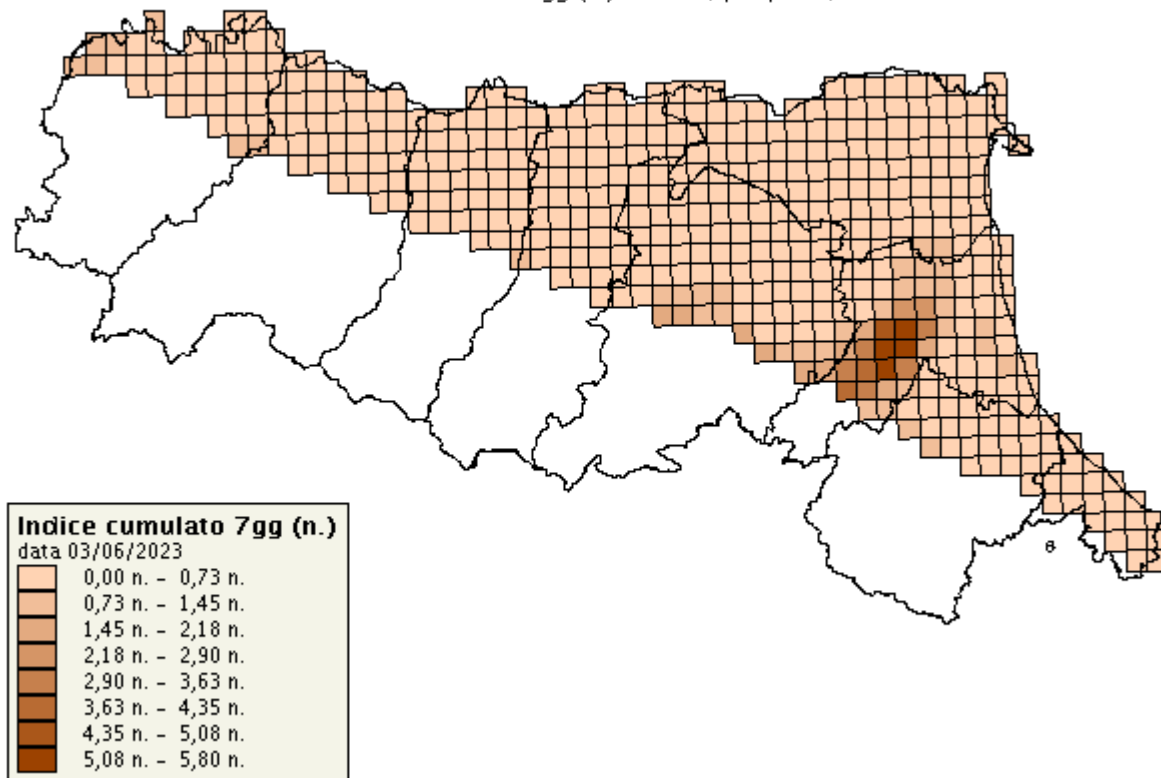 Indice cumulato 7gg (n.)
data 03/06/2023
0,00 n. - 0,73 n.
0,73 n. - 1,45 n.
1,45 n. - 2,18 n.
2,18 n. - 2,90 n.
2,90 n. - 3,63 n.
3,63 n. - 4,35 n.
4,35 n. - 5,08 n.
5,08 n. - 5,80 n.